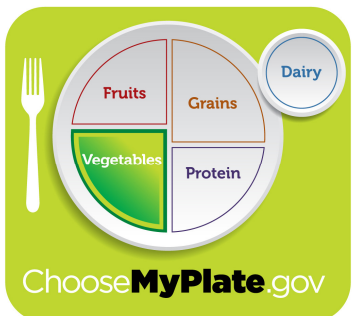 Dairy
Fruits
Grains
Vegetables
Protein
ChooseMyPlate.gov